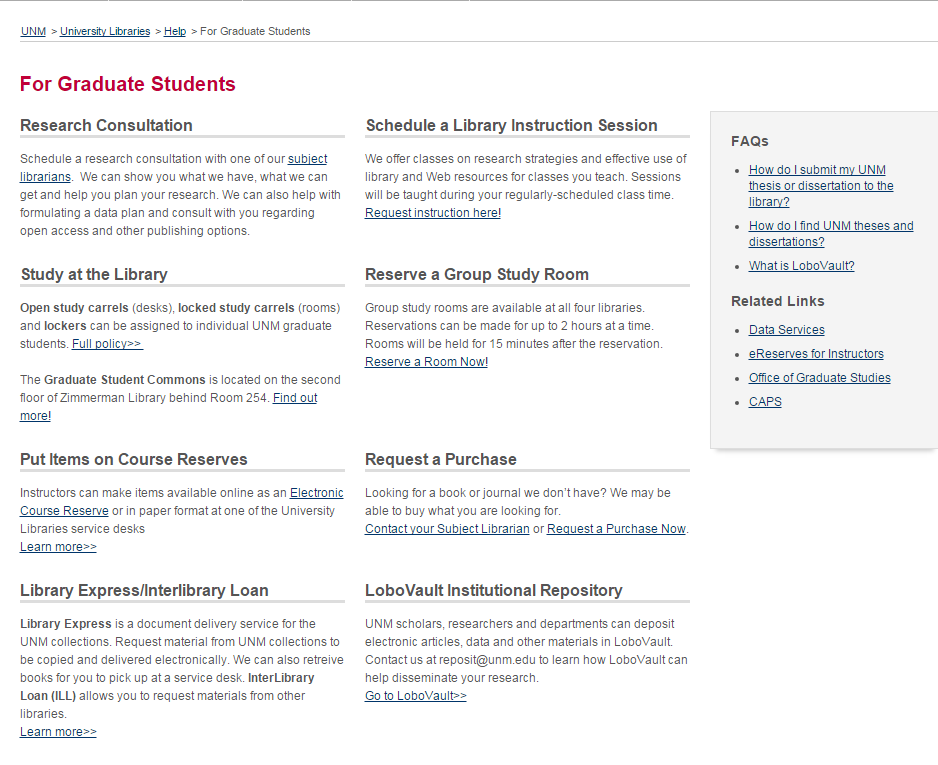 UNM > University Libraries > Help > For Graduate Students
For Graduate Students
Research Consultation
Schedule a research consultation with one of our subject
librarians.  We can show you what we have, what we can
get and help you plan your research. We can also help with
formulating a data plan and consult with you regarding
open access and other publishing options.
Schedule a Library Instruction Session
We offer classes on research strategies and effective use of
library and Web resources for classes you teach. Sessions
will be taught during your regularly-scheduled class time.
Request instruction here!
Study at the Library
Open study carrels (desks), locked study carrels (rooms)
and lockers can be assigned to individual UNM graduate
students. Full policy>>
The Graduate Student Commons is located on the second
floor of Zimmerman Library behind Room 254. Find out
more!
Reserve a Group Study Room
Group study rooms are available at all four libraries.
Reservations can be made for up to 2 hours at a time.
Rooms will be held for 15 minutes after the reservation.
Reserve a Room Now!
Put Items on Course Reserves
Instructors can make items available online as an Electronic
Course Reserve or in paper format at one of the University
Libraries service desks
Learn more>>
Request a Purchase
Looking for a book or journal we don't have? We may be
able to buy what you are looking for.
Contact your Subject Librarian or Request a Purchase Now.
Library Express/Interlibrary Loan
Library Express is a document delivery service for the
UNM collections. Request material from UNM collections to
be copied and delivered electronically. We can also retreive
books for you to pick up at a service desk. InterLibrary
Loan (ILL) allows you to request materials from other
libraries.
Learn more>>
LoboVault Institutional Repository
UNM scholars, researchers and departments can deposit
electronic articles, data and other materials in LoboVault.
Contact us at reposit@unm.edu to learn how LoboVault can
help disseminate your research.
Go to LoboVault>>
FAQs
• How do I submit my UNM
thesis or dissertation to the
library?
• How do I find UNM theses and
dissertations?
• What is LoboVault?
Related Links
• Data Services
• eReserves for Instructors
• Office of Graduate Studies
• CAPS